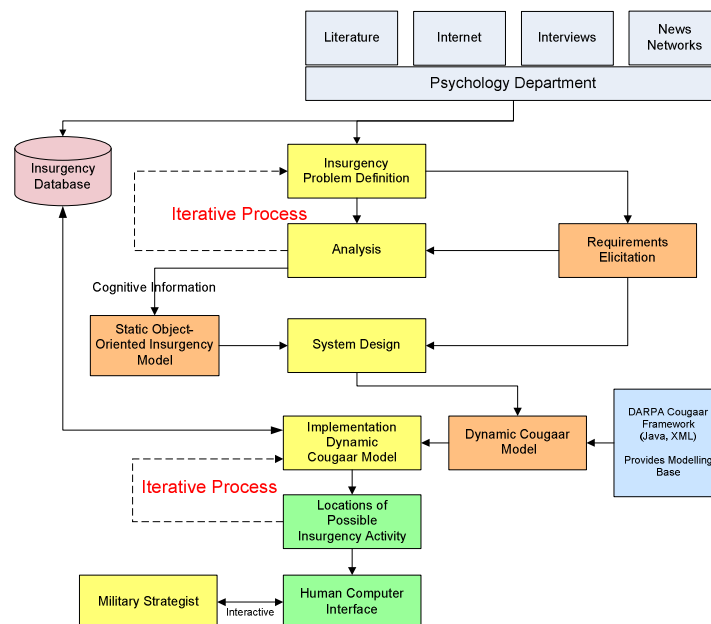 Literature
Internet
Interviews
News
Networks
Psychology Department
Insurgency
Database
Insurgency
Problem Definition
Iterative Process
Analysis
Requirements
Elicitation
Cognitive Information
Static Object-
Oriented Insurgency
Model
System Design
DARPA Cougaar
Framework
(Java, XML)
Provides Modelling
Base
Implementation
Dynamic
Cougaar Model
Dynamic Cougaar
Model
Iterative Process
Locations of
Possible
Insurgency Activity
Military Strategist
Interactive
Human Computer
Interface